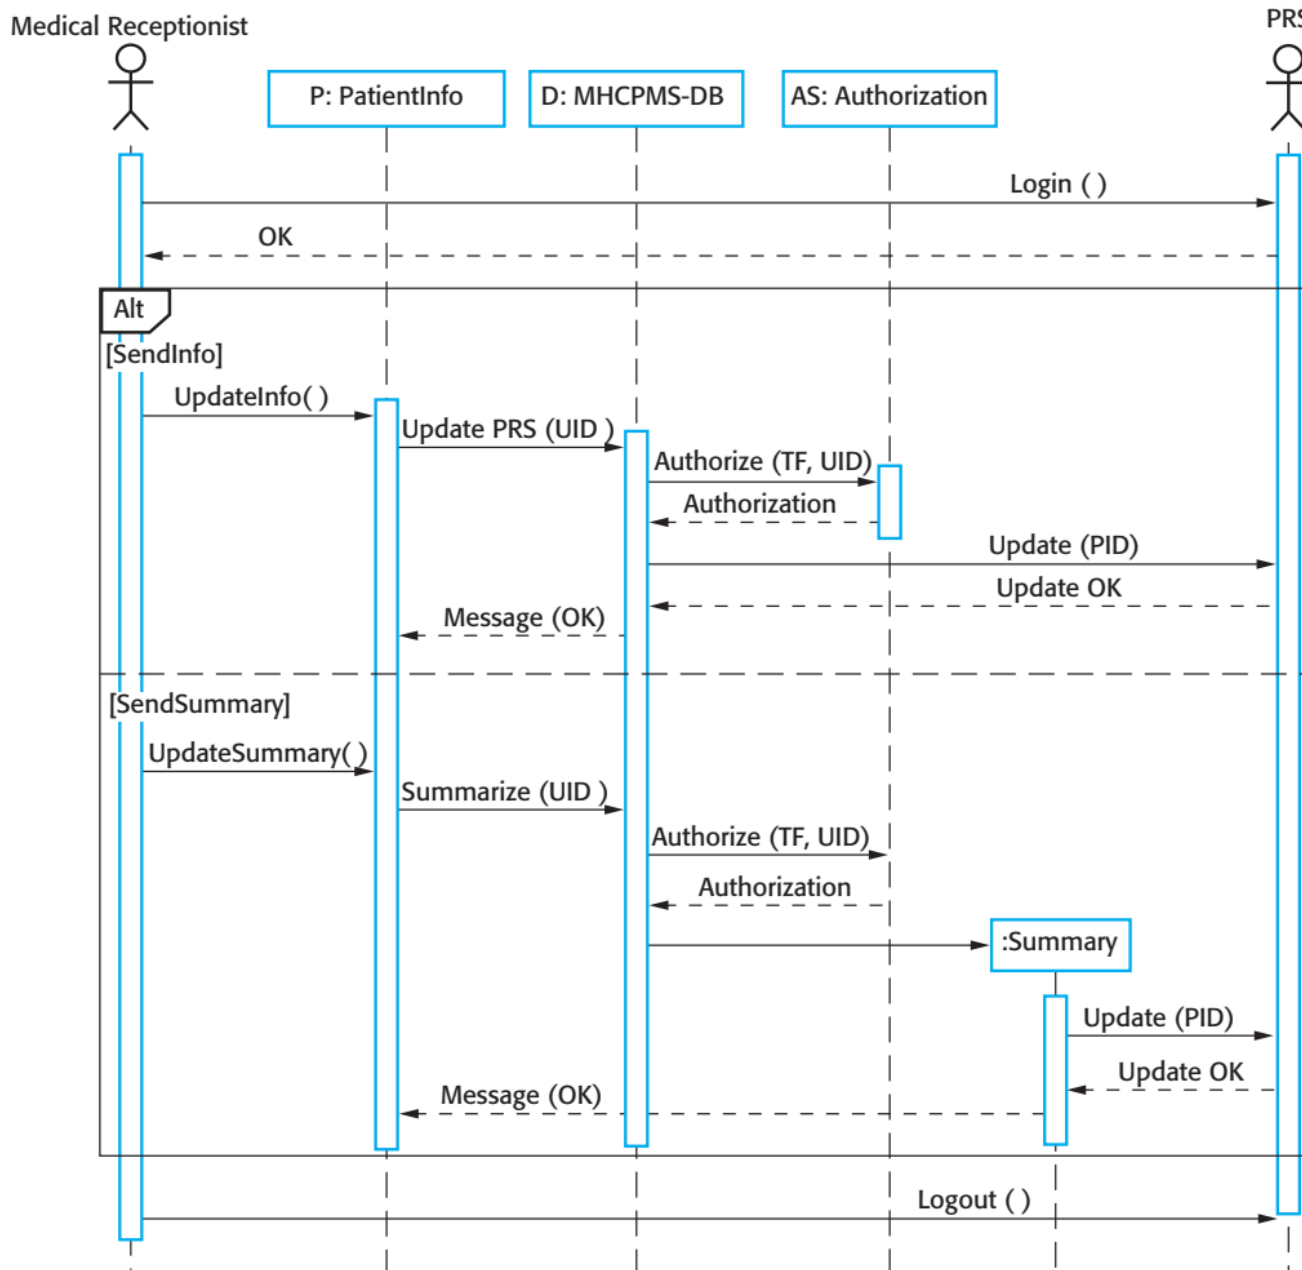 Medical Receptionist
PRS
P: PatientInfo
D: MHCPMS-DB
AS: Authorization
Login ( )
OK
Alt
[SendInfo]
UpdateInfo( )
Update PRS (UID )
Authorize (TF, UID)
Authorization
Update (PID)
Update OK
Message (OK)
[SendSummary]
UpdateSummary( )
Summarize (UID )
Authorize (TF, UID)
Authorization
:Summary
Update (PID)
Update OK
Message (OK)
Logout ( )